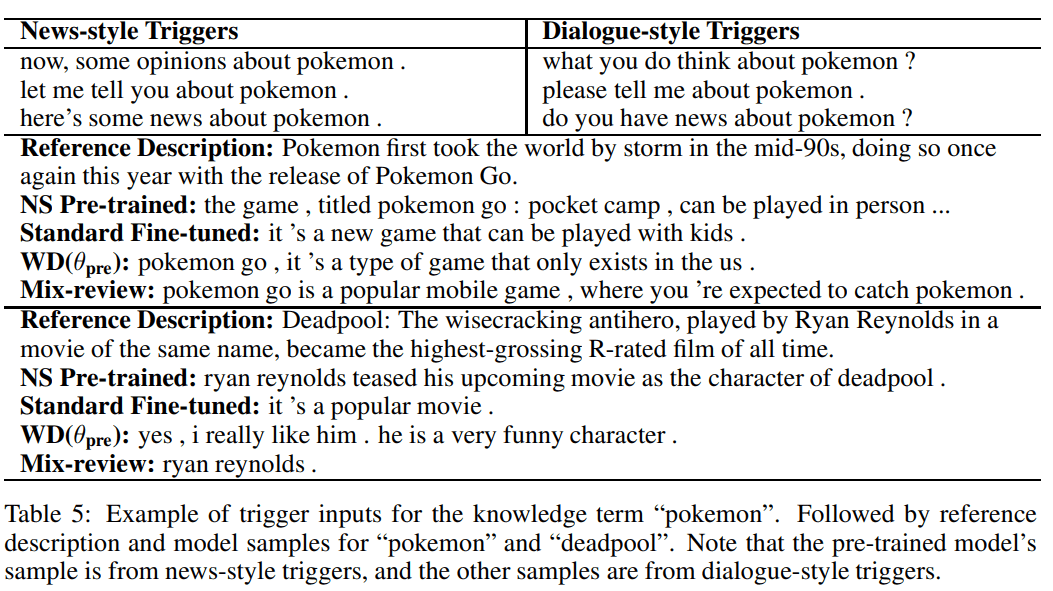 News-style Triggers Dialogue-style Triggers
now, some opinions about pokemon . what you do think about pokemon ?
let me tell you about pokemon . please tell me about pokemon .
here's some news about pokemon . do you have news about pokemon ?
Reference Description: Pokemon first took the world by storm in the mid-90s, doing so once
again this year with the release of Pokemon Go.
NS Pre-trained: the game , titled pokemon go : pocket camp , can be played in person ...
Standard Fine-tuned: it 's a new game that can be played with kids .
WD(θpre): pokemon go , it 's a type of game that only exists in the us .
Mix-review: pokemon go is a popular mobile game , where you 're expected to catch pokemon .
Reference Description: Deadpool: The wisecracking antihero, played by Ryan Reynolds in a
movie of the same name, became the highest-grossing R-rated film of all time.
NS Pre-trained: ryan reynolds teased his upcoming movie as the character of deadpool .
Standard Fine-tuned: it 's a popular movie .
WD(θpre): yes , i really like him . he is a very funny character .
Mix-review: ryan reynolds .
Table 5: Example of trigger inputs for the knowledge term “pokemon”. Followed by reference
description and model samples for “pokemon” and “deadpool”. Note that the pre-trained model's
sample is from news-style triggers, and the other samples are from dialogue-style triggers.